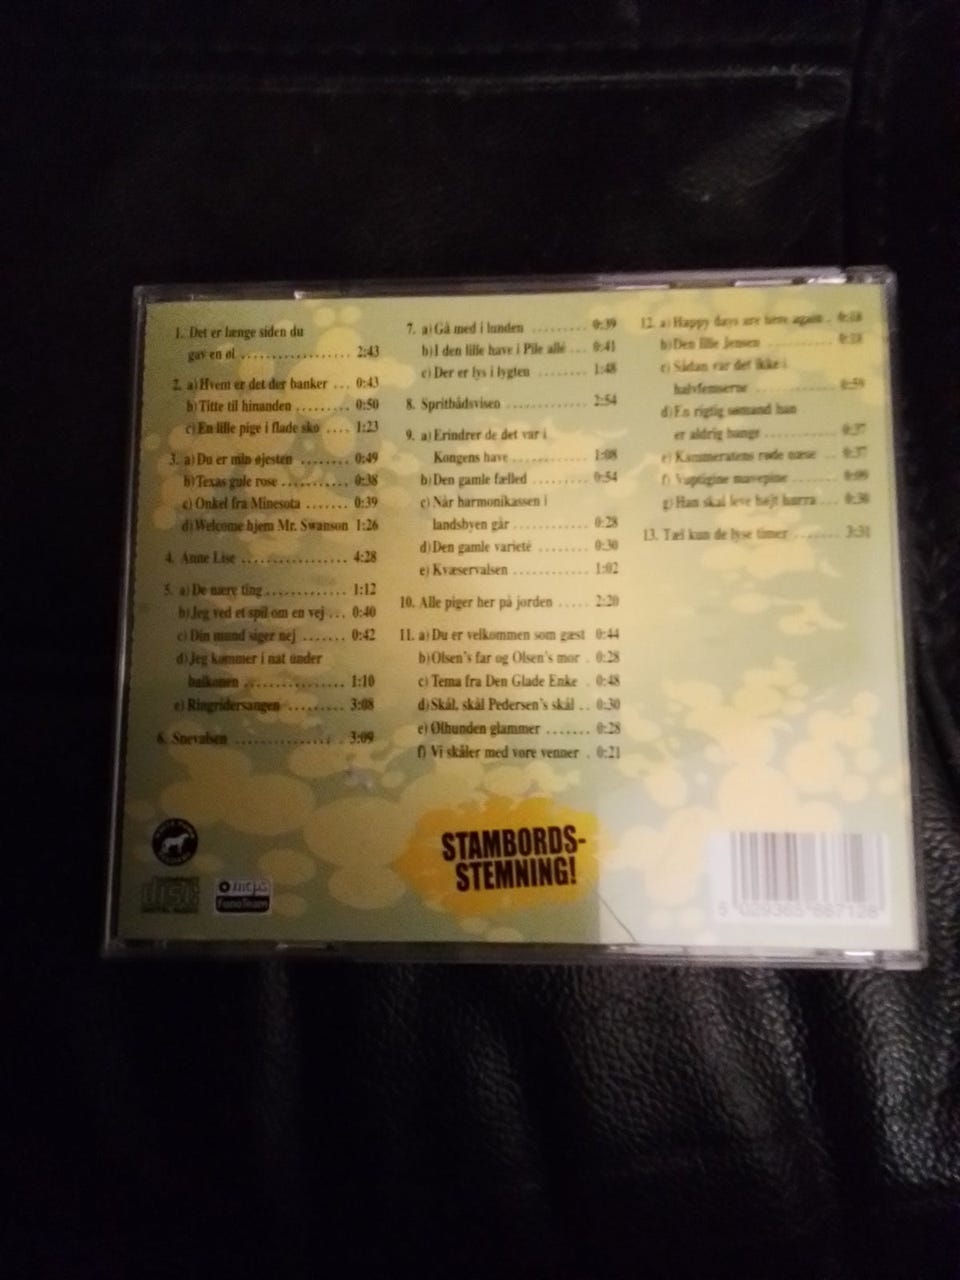 1. Det er længe siden du
gav en øl .................. 2:43
2. a) Hvem er det der banker ... 0:43
b) Titte til hinanden ......... 0:50
c) En lille pige i flade sko .... 1:23
3. a) Du er min øjesten ........ 0:49
b) Texas gule rose ........... 0:38
c) Onkel fra Minesota ....... 0:39
d) Welcome hjem Mr. Swanson 1:26
4. Anne Lise ................. 4:28
5. a) De nære ting ............. 1:12
b) Jeg ved et spil om en vej ... 0:40
c) Din mund siger nej ....... 0:42
d) Jeg kommer i nat under
balkonen ................ 1:10
e) Ringridersangen ......... 3:08
6. Snevalsen ................ 3:09
7. a) Gå med i lunden ......... 0:39
b) I den lille have i Pile allé ... 0:41
c) Der er lys i lygten ........ 1:48
8. Spritbådsvisen ............. 2:54
9. a) Erindrer de det var i
Kongens have ............ 1:08
b) Den gamle fælled ......... 0:54
c) Når harmonikassen i
landsbyen går ............ 0:28
d) Den gamle varieté ........ 0:30
e) Kvæservalsen ............ 1:02
10. Alle piger her på jorden ..... 2:20
11. a) Du er velkommen som gæst 0:44
b) Olsen's far og Olsen's mor . 0:28
c) Tema fra Den Glade Enke . 0:48
d) Skål, skål Pedersen's skål .. 0:30
e) Ølhunden glammer ....... 0:28
f) Vi skåler med vore venner . 0:21
12. a) Happy days are here again .
b) Den lille Jensen ...........
c) Sådan var det ikke i
halvfemserne ............ 0:59
d) En rigtig sømand han
er aldrig bange ........... 0:37
e) Kammeratens røde næse .. 0:37
f) mavepine ... 0:09
g) Han skal leve højt hurra ... 0:30
13. Tæl kun de lyse timer ....... 3:31
STAMBORDS-
STEMNING!
disc
mcps
FonoTeam